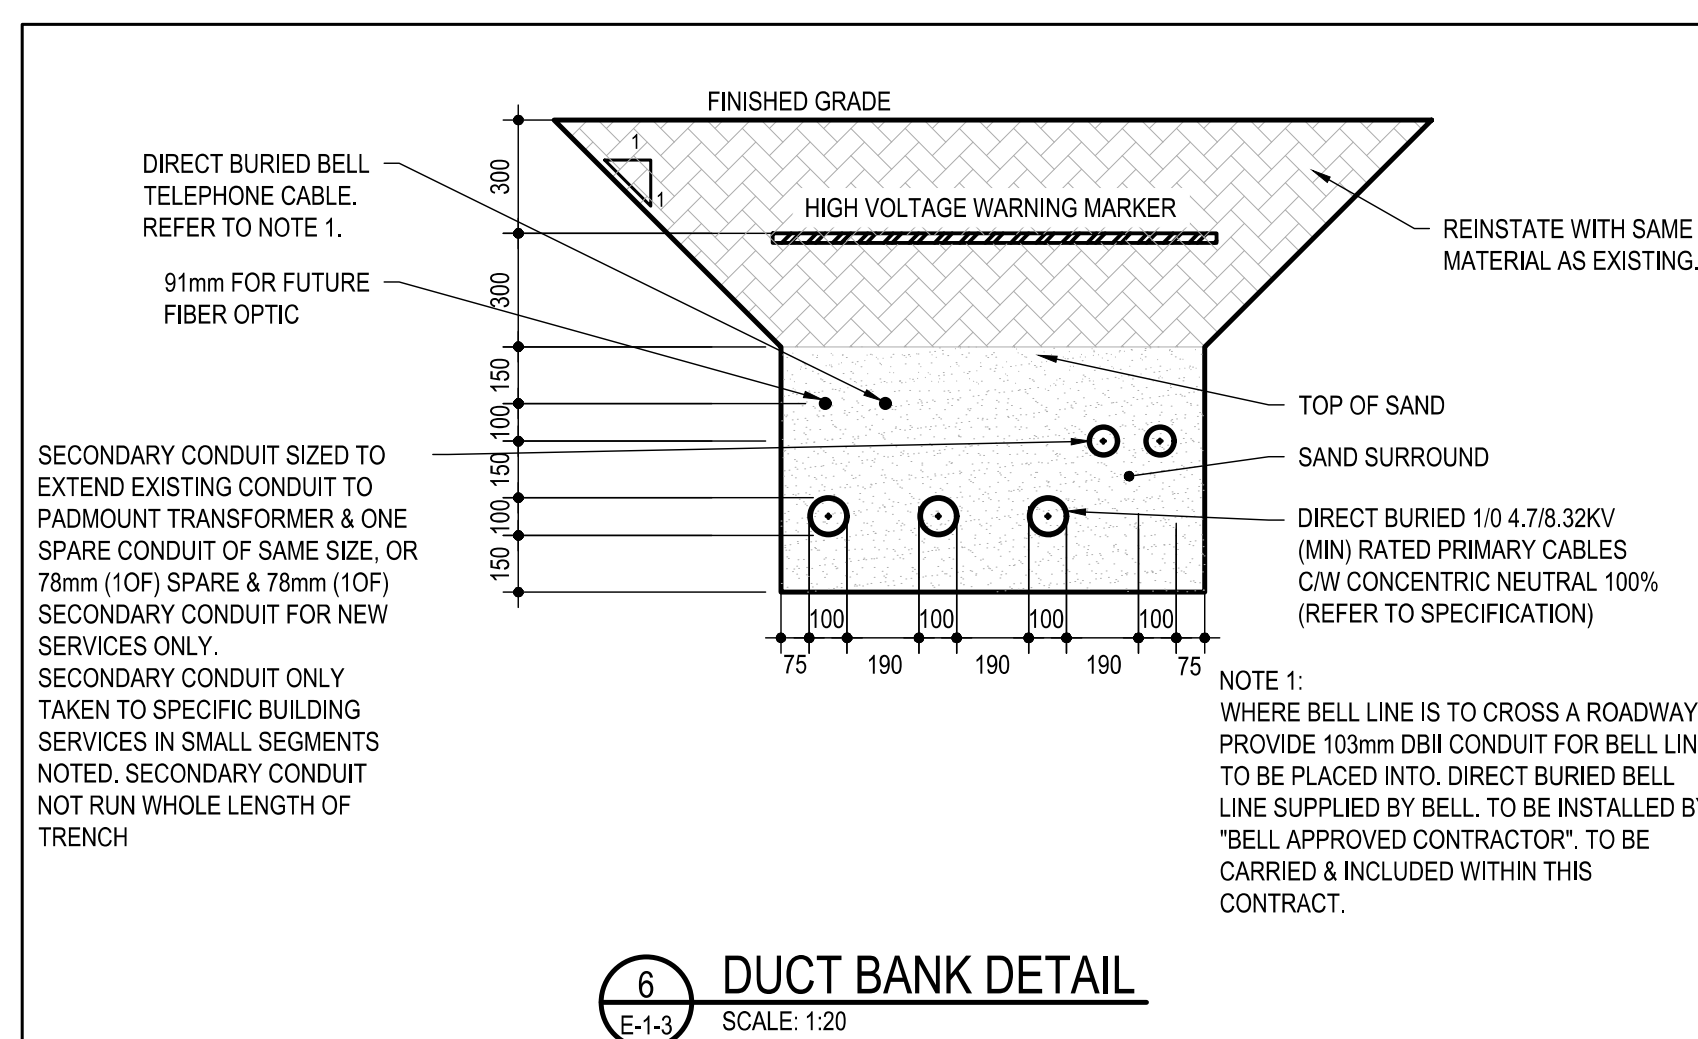 FINISHED GRADE
1
1
HIGH VOLTAGE WARNING MARKER
DIRECT BURIED BELL
TELEPHONE CABLE.
REFER TO NOTE 1.
91mm FOR FUTURE
FIBER OPTIC
SECONDARY CONDUIT SIZED TO
EXTEND EXISTING CONDUIT TO
PADMOUNT TRANSFORMER & ONE
SPARE CONDUIT OF SAME SIZE, OR
78mm (1OF) SPARE & 78mm (1OF)
SECONDARY CONDUIT FOR NEW
SERVICES ONLY.
SECONDARY CONDUIT ONLY
TAKEN TO SPECIFIC BUILDING
SERVICES IN SMALL SEGMENTS
NOTED. SECONDARY CONDUIT
NOT RUN WHOLE LENGTH OF
TRENCH
300
300
150
100
150
100
150
100 100 100 100
75 190 190 190 75
REINSTATE WITH SAME
MATERIAL AS EXISTING.
TOP OF SAND
SAND SURROUND
DIRECT BURIED 1/0 4.7/8.32KV
(MIN) RATED PRIMARY CABLES
C/W CONCENTRIC NEUTRAL 100%
(REFER TO SPECIFICATION)
NOTE 1:
WHERE BELL LINE IS TO CROSS A ROADWAY
PROVIDE 103mm DBII CONDUIT FOR BELL LIN
TO BE PLACED INTO. DIRECT BURIED BELL
LINE SUPPLIED BY BELL. TO BE INSTALLED BY
"BELL APPROVED CONTRACTOR". TO BE
CARRIED & INCLUDED WITHIN THIS
CONTRACT.
6
E-1-3
DUCT BANK DETAIL
SCALE: 1:20